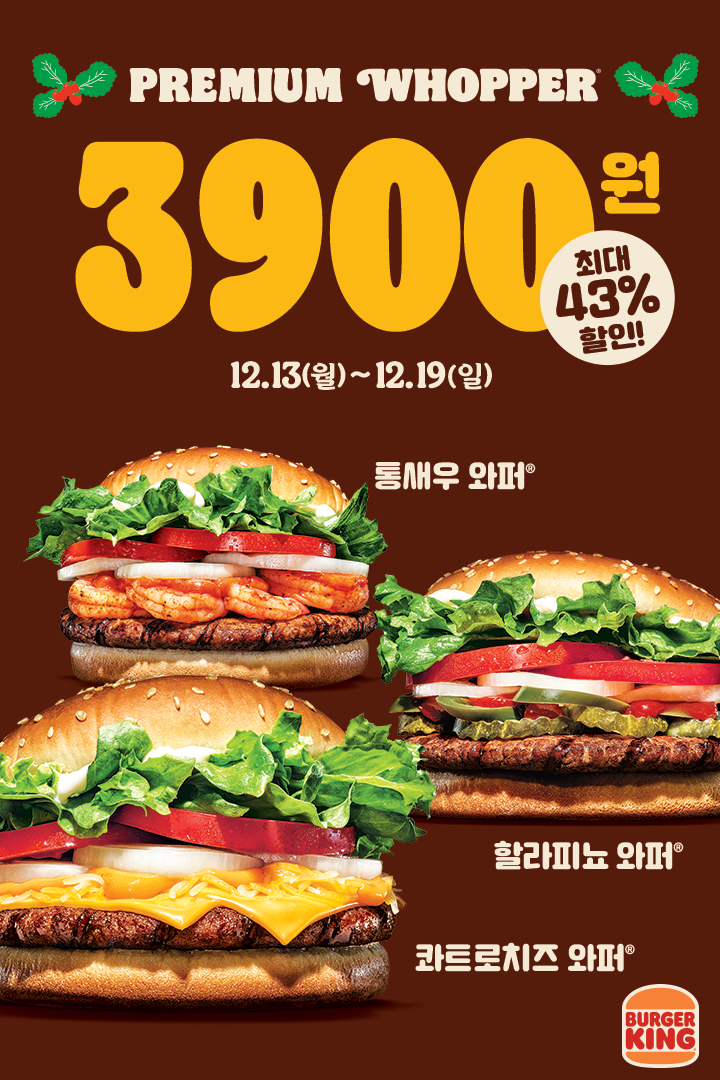 PREMIUM WHOPPER®
3900원
최대
43%
할인!
12.13(월)~12.19(일)
통새우 와퍼®
할라피뇨 와퍼®
콰트로치즈 와퍼®
BURGER
KING